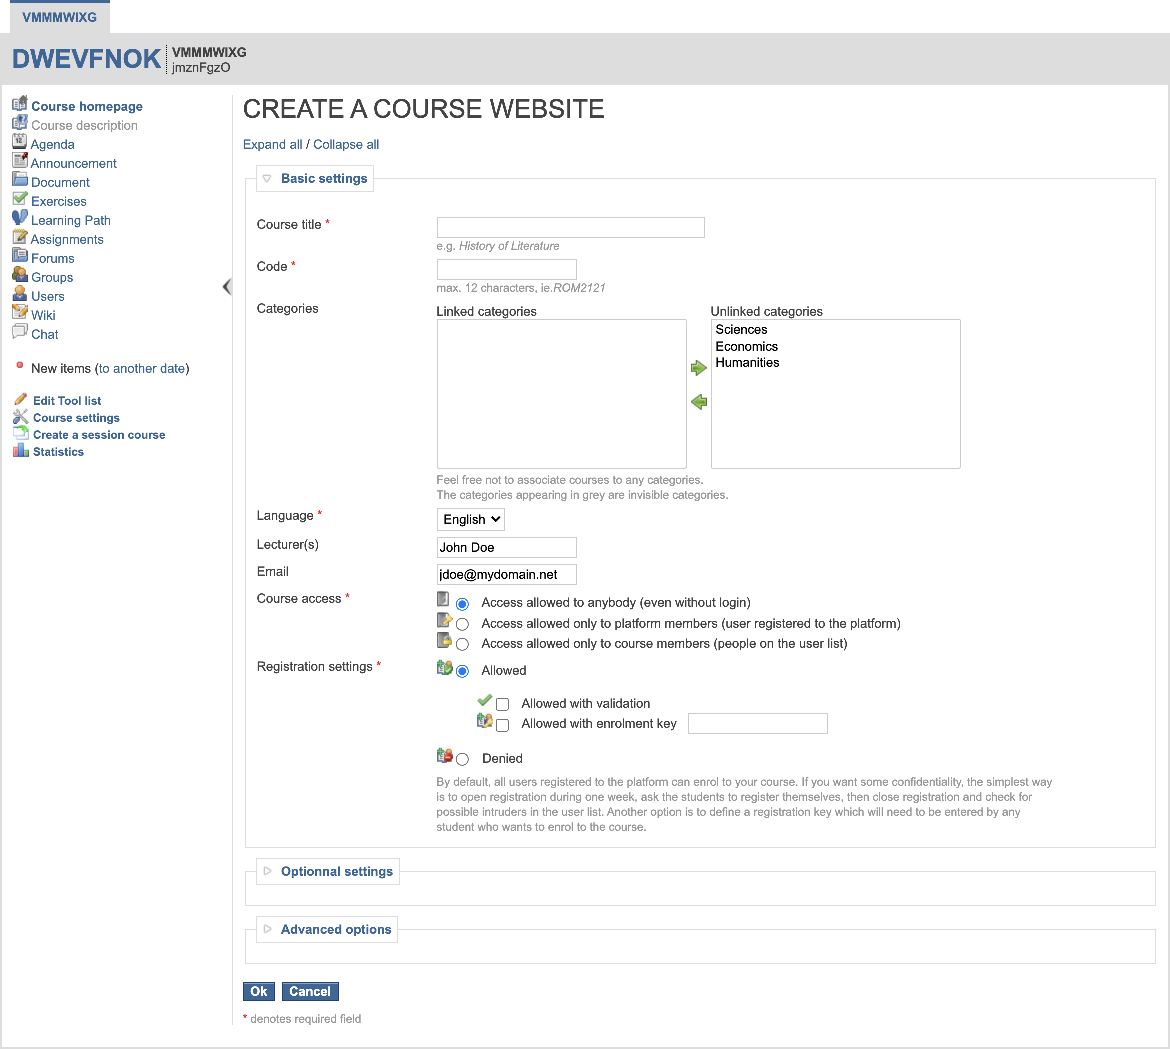 VMMMWIXG
DWEVFNOK
VMMMWIXG
jmznFgzO
Course homepage
Course description
Agenda
Announcement
Document
Exercises
Learning Path
Assignments
Forums
Groups
Users
Wiki
Chat
New items (to another date)
Edit Tool list
Course settings
Create a session course
Statistics
CREATE A COURSE WEBSITE
Expand all / Collapse all
Basic settings
Course title *
e.g. History of Literature
Code *
max. 12 characters, ie.ROM2121
Categories
Linked categories
Unlinked categories
Sciences
Economics
Humanities
Feel free not to associate courses to any categories.
The categories appearing in grey are invisible categories.
Language *
English
Lecturer(s)
John Doe
Email
jdoe@mydomain.net
Course access *
Access allowed to anybody (even without login)
Access allowed only to platform members (user registered to the platform)
Access allowed only to course members (people on the user list)
Registration settings *
Allowed
Allowed with validation
Allowed with enrolment key
Denied
By default, all users registered to the platform can enrol to your course. If you want some confidentiality, the simplest way
is to open registration during one week, ask the students to register themselves, then close registration and check for
possible intruders in the user list. Another option is to define a registration key which will need to be entered by any
student who wants to enrol to the course.
Optionnal settings
Advanced options
Ok
Cancel
* denotes required field